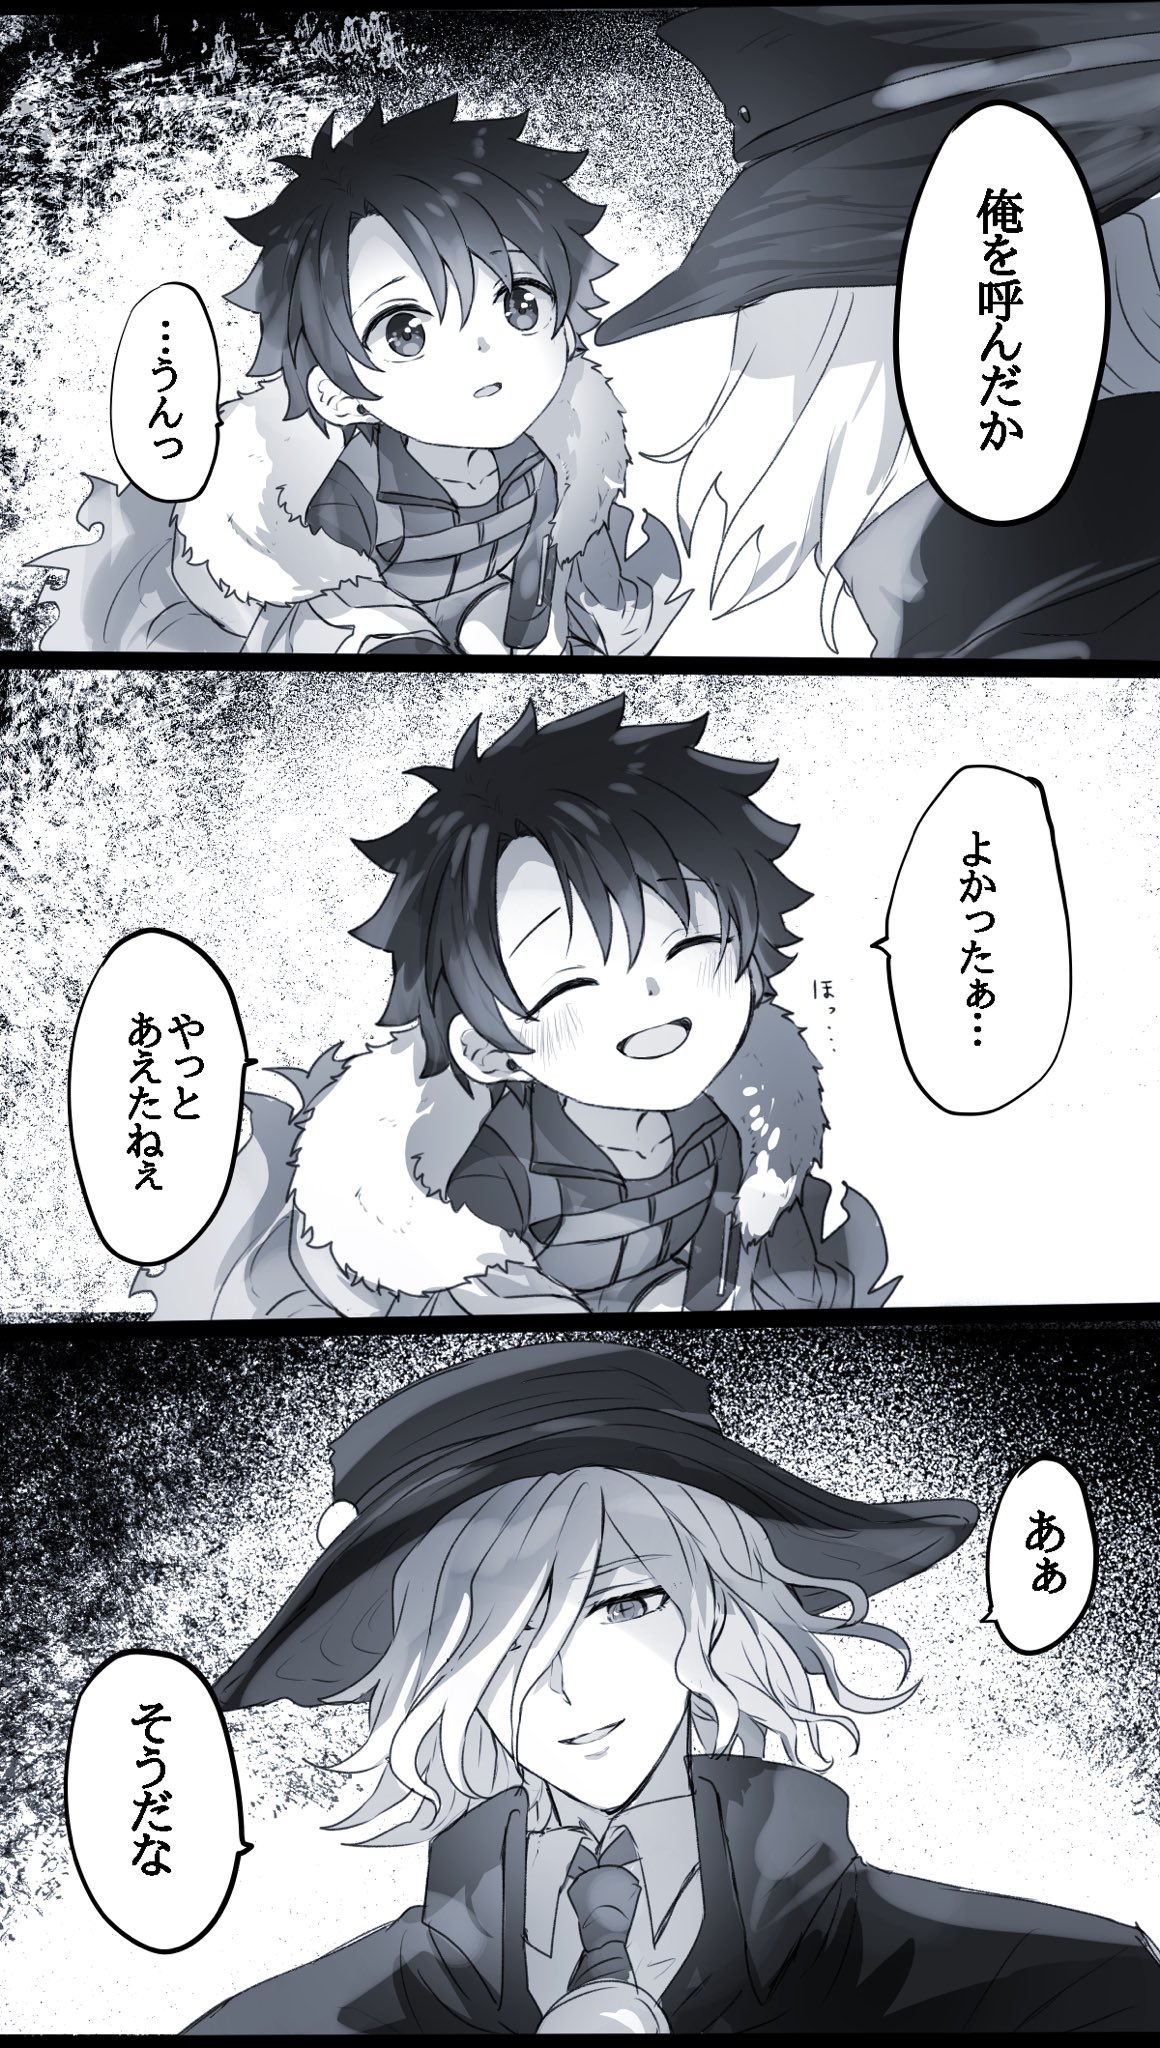 俺を呼んだか
…うんっ
よかったぁ…
ほっ…
やっと
あえたねぇ
あぁ
そうだな